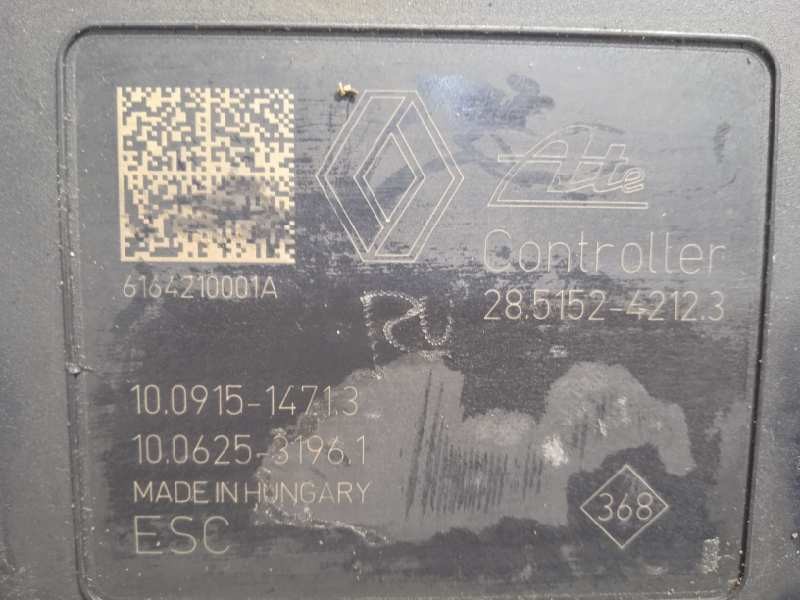 Ate
Controller
6164210001A
28.5152-4212.3
RU
10.0915-1471.3
10.0625-3196.1
MADE IN HUNGARY
368
ESC